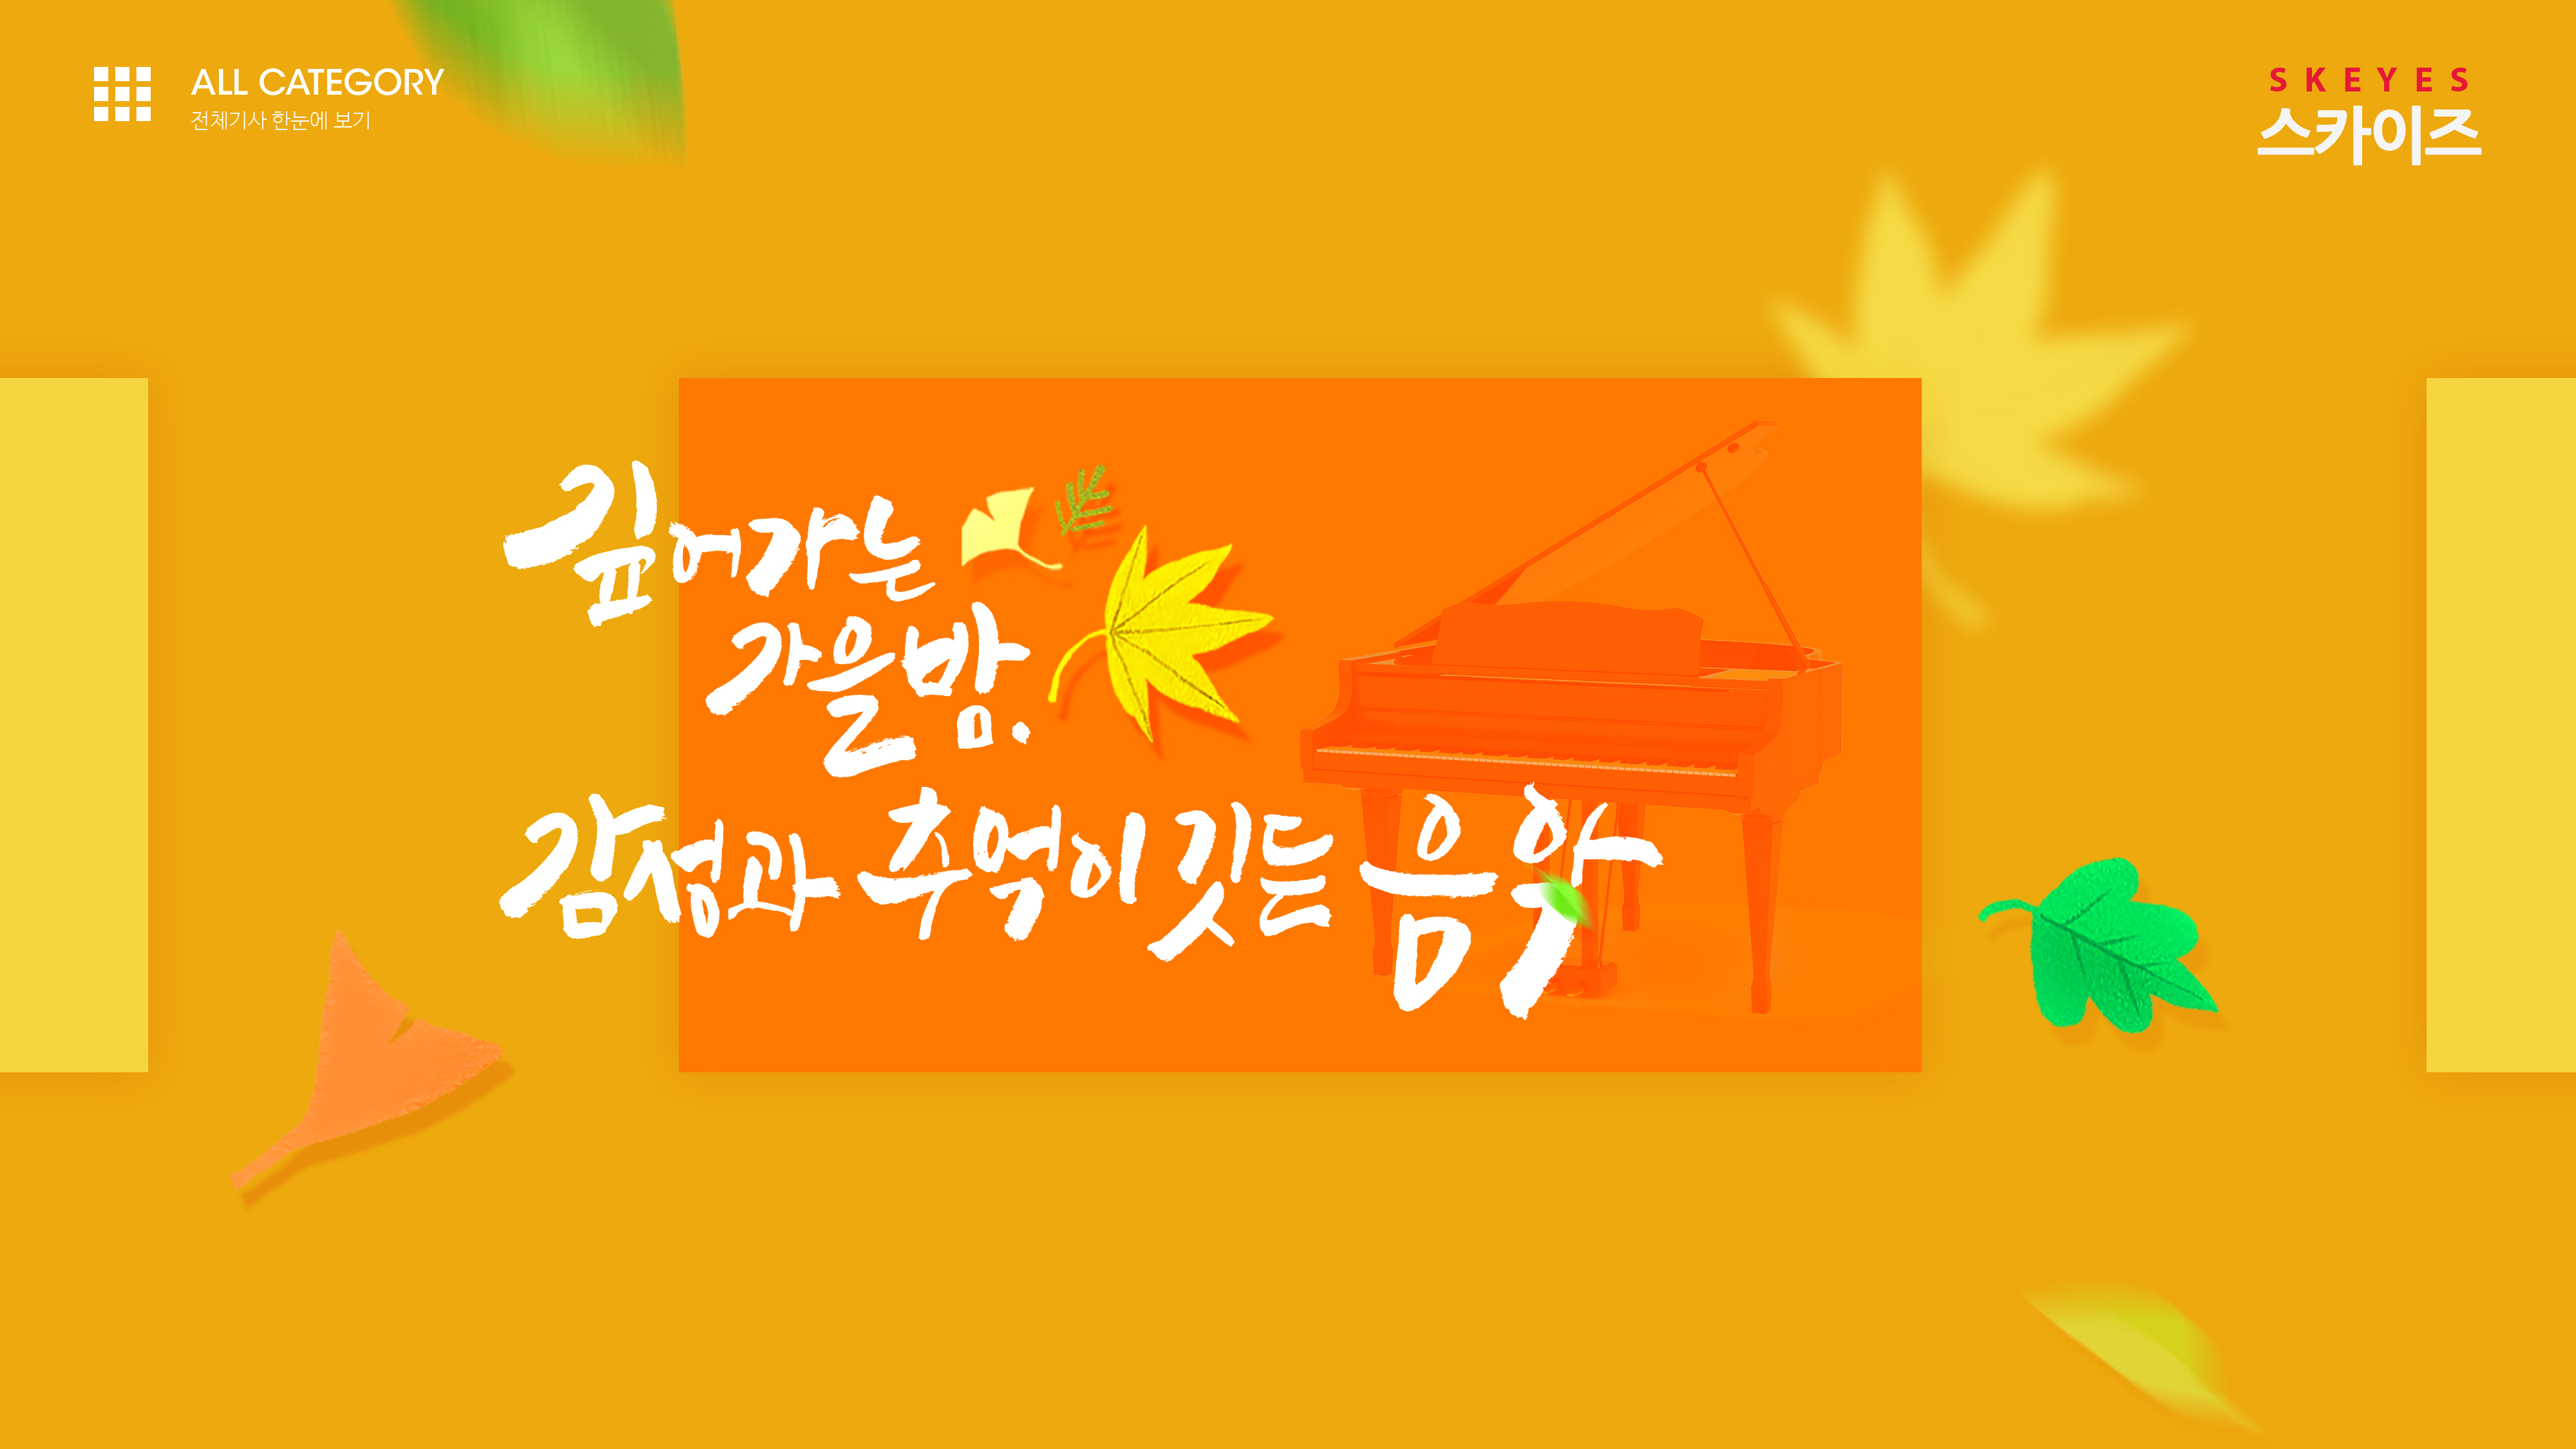 ALL CATEGORY
전체기사 한눈에 보기
SKEYES
스카이즈
깊어가는
가을밤.
감성과 추억이 깃든 음악